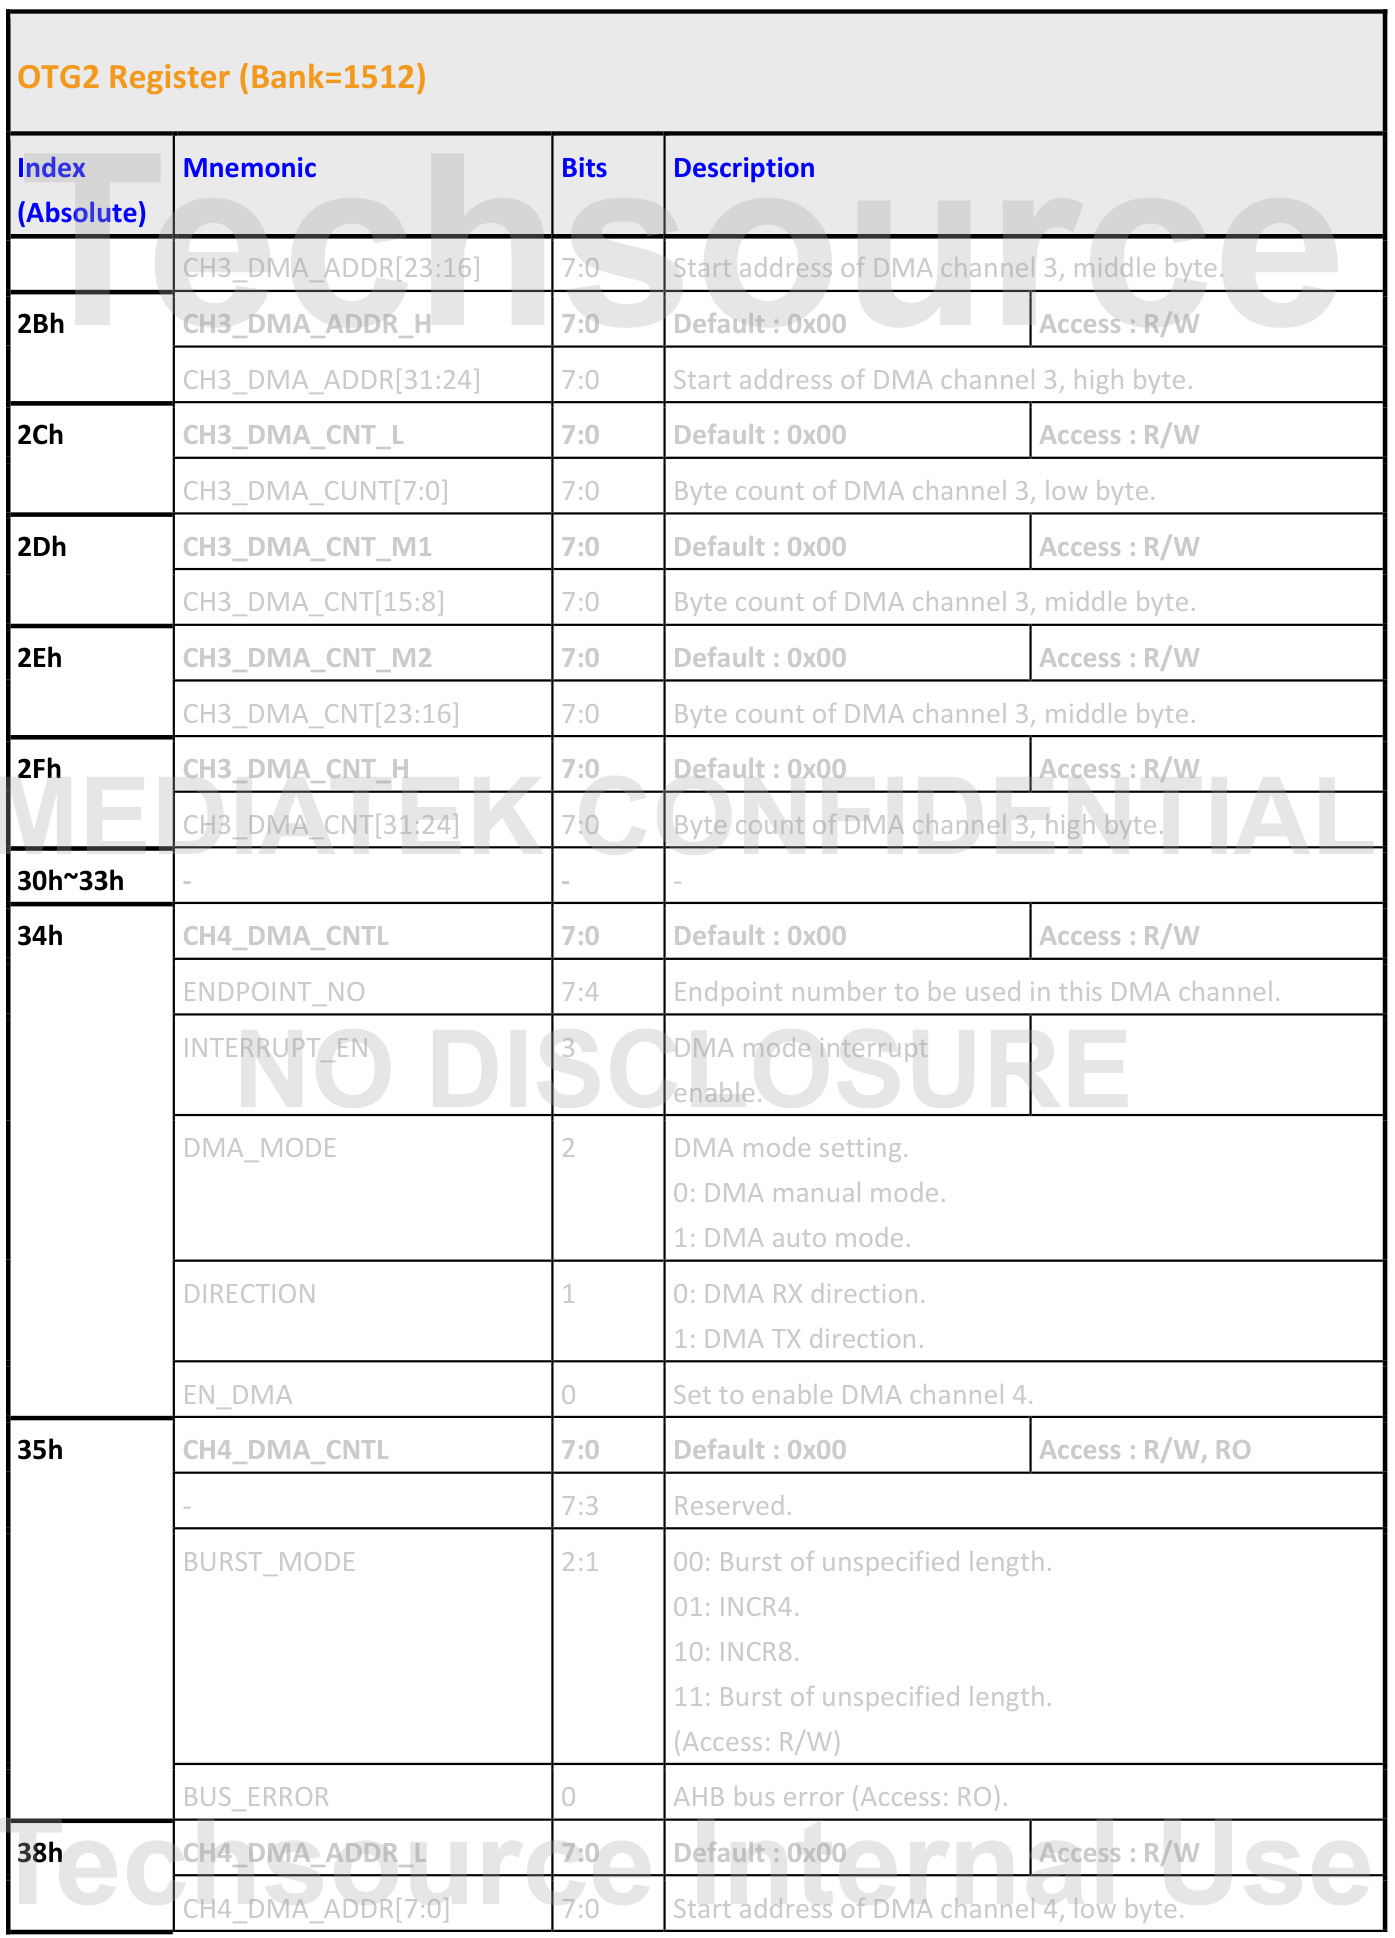 OTG2 Register (Bank=1512)
Index (Absolute) Mnemonic Bits Description
CH3_DMA_ADDR[23:16] 7:0 Start address of DMA channel 3, middle byte.
2Bh CH3_DMA_ADDR_H 7:0 Default : 0x00 Access : R/W
CH3_DMA_ADDR[31:24] 7:0 Start address of DMA channel 3, high byte.
2Ch CH3_DMA_CNT_L 7:0 Default : 0x00 Access : R/W
CH3_DMA_CUNT[7:0] 7:0 Byte count of DMA channel 3, low byte.
2Dh CH3_DMA_CNT_M1 7:0 Default : 0x00 Access : R/W
CH3_DMA_CNT[15:8] 7:0 Byte count of DMA channel 3, middle byte.
2Eh CH3_DMA_CNT_M2 7:0 Default : 0x00 Access : R/W
CH3_DMA_CNT[23:16] 7:0 Byte count of DMA channel 3, middle byte.
2Fh CH3_DMA_CNT_H 7:0 Default : 0x00 Access : R/W
CH3_DMA_CNT[31:24] 7:0 Byte count of DMA channel 3, high byte.
30h~33h - - -
34h CH4_DMA_CNTL 7:0 Default : 0x00 Access : R/W
ENDPOINT_NO 7:4 Endpoint number to be used in this DMA channel.
INTERRUPT_EN 3 DMA mode interrupt
enable.
DMA_MODE 2 DMA mode setting.
0: DMA manual mode.
1: DMA auto mode.
DIRECTION 1 0: DMA RX direction.
1: DMA TX direction.
EN_DMA 0 Set to enable DMA channel 4.
35h CH4_DMA_CNTL 7:0 Default : 0x00 Access : R/W, RO
- 7:3 Reserved.
BURST_MODE 2:1 00: Burst of unspecified length.
01: INCR4.
10: INCR8.
11: Burst of unspecified length.
(Access: R/W)
BUS_ERROR 0 AHB bus error (Access: RO).
38h CH4_DMA_ADDR_L 7:0 Default : 0x00 Access : R/W
CH4_DMA_ADDR[7:0] 7:0 Start address of DMA channel 4, low byte.
Techsource
MEDIATEK CONFIDENTIAL
NO DISCLOSURE
Techsource Internal Use